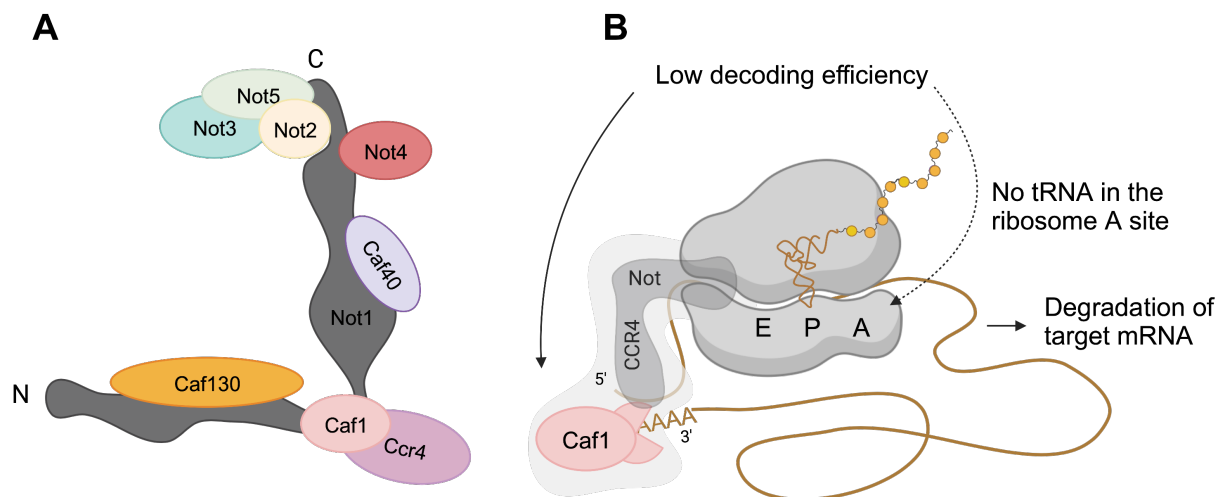 A
C
Not5
Not3
Not2
Not4
Caf40
Not1
N
Caf130
Caf1
Ccr4
B
Low decoding efficiency
No tRNA in the
ribosome A site
Not
CCR4
E P A
Degradation of
target mRNA
5'
Caf1
AAAA
3'